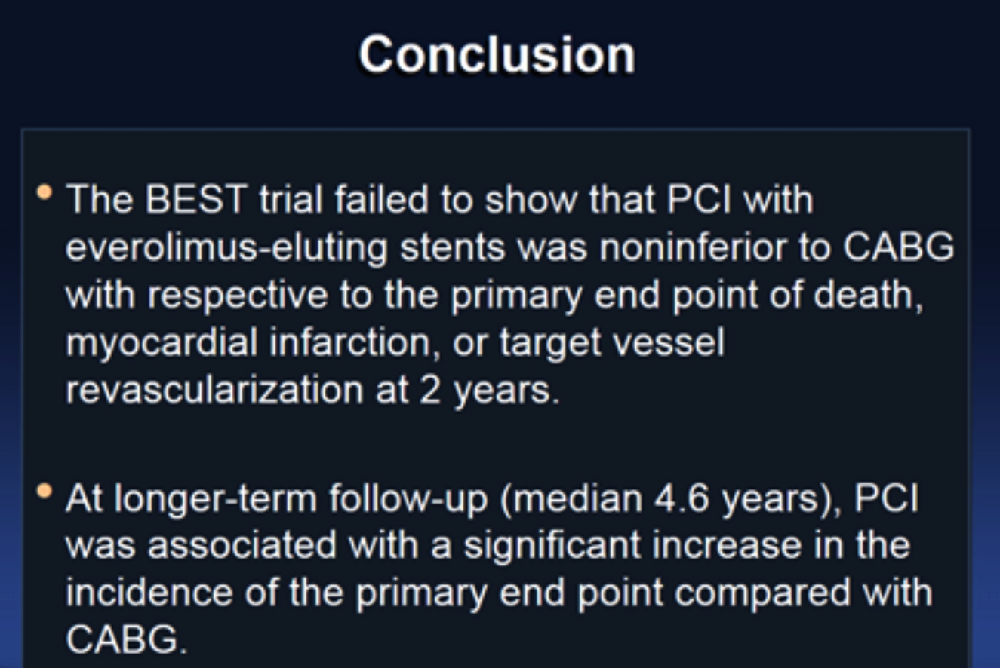 Conclusion
• The BEST trial failed to show that PCI with
everolimus-eluting stents was noninferior to CABG
with respective to the primary end point of death,
myocardial infarction, or target vessel
revascularization at 2 years.
• At longer-term follow-up (median 4.6 years), PCI
was associated with a significant increase in the
incidence of the primary end point compared with
CABG.